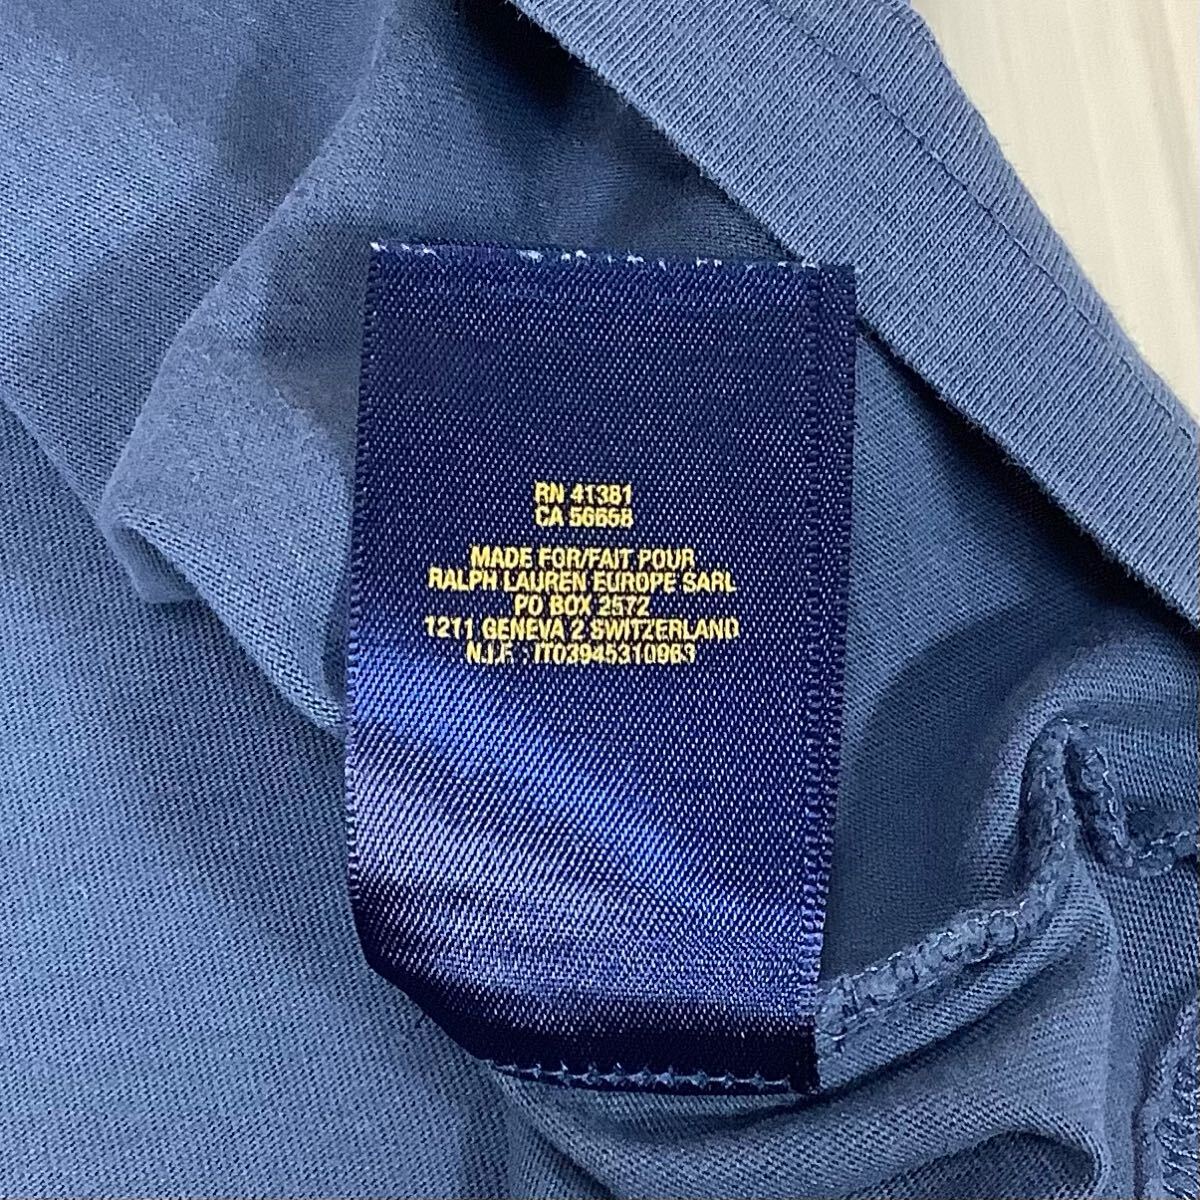 RN 41381
CA 56658
MADE FOR/FAIT POUR
RALPH LAUREN EUROPE SARL
PO BOX 2572
1211 GENEVA 2 SWITZERLAND
N.I.F : IT03945310963